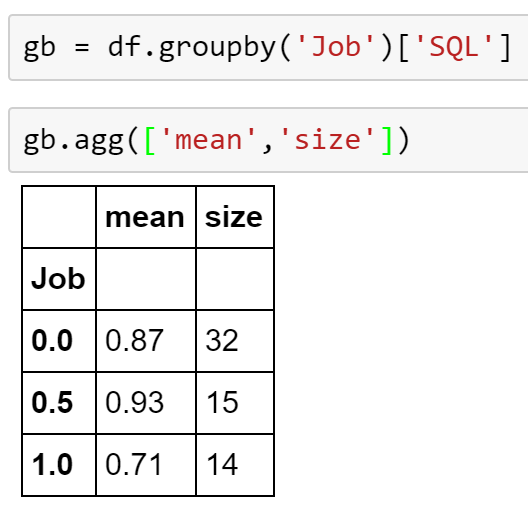 gb = df.groupby('Job')['SQL']
gb.agg(['mean','size'])
mean size
Job
0.0 0.87 32
0.5 0.93 15
1.0 0.71 14